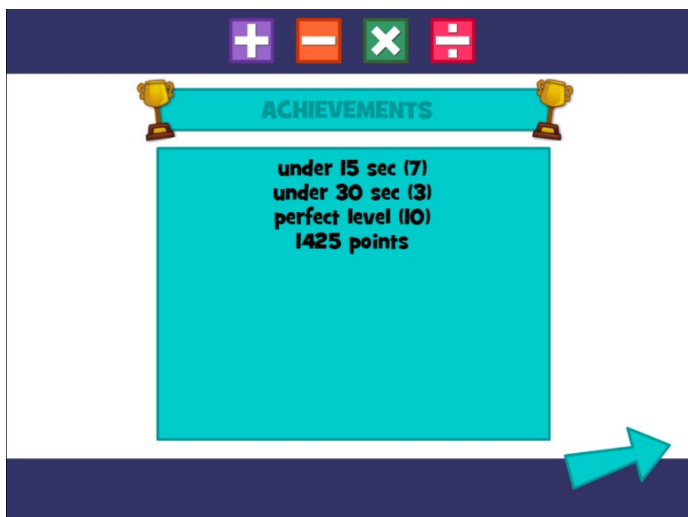 ACHIEVEMENTS
under 15 sec (7)
under 30 sec (3)
perfect level (10)
1425 points